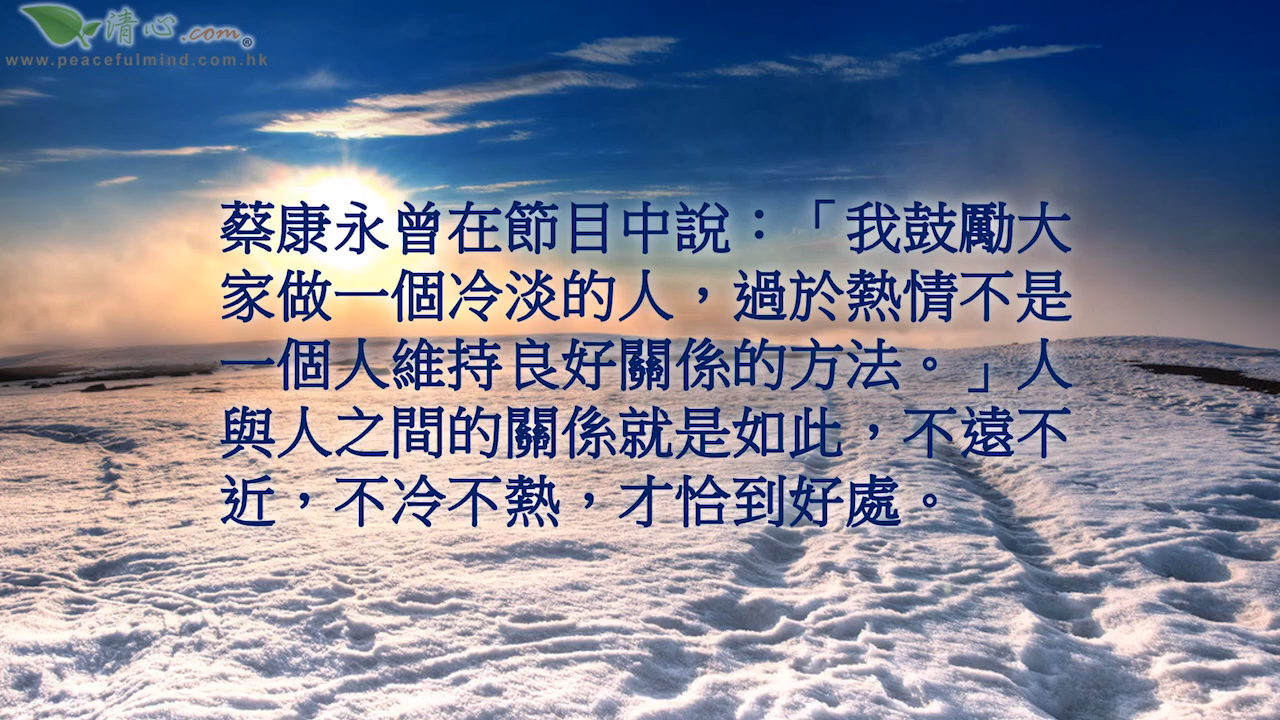 清心.com®
www.peacefulmind.com.hk
蔡康永曾在節目中說：「我鼓勵大
家做一個冷淡的人，過於熱情不是
一個人維持良好關係的方法。」人
與人之間的關係就是如此，不遠不
近，不冷不熱，才恰到好處。